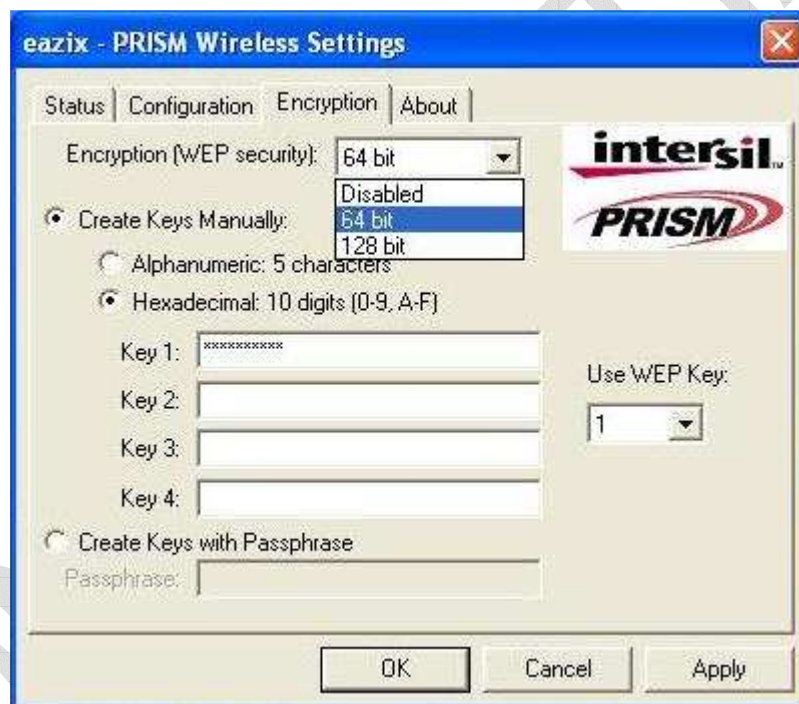 eazix - PRISM Wireless Settings
Status Configuration Encryption About
Encryption (WEP security): 64 bit
Disabled
64 bit
128 bit
intersil™
PRISM
Create Keys Manually:
Alphanumeric: 5 characters
Hexadecimal: 10 digits (0-9, A-F)
Key 1: **********
Key 2:
Key 3:
Key 4:
Use WEP Key:
1
Create Keys with Passphrase
Passphrase:
OK Cancel Apply